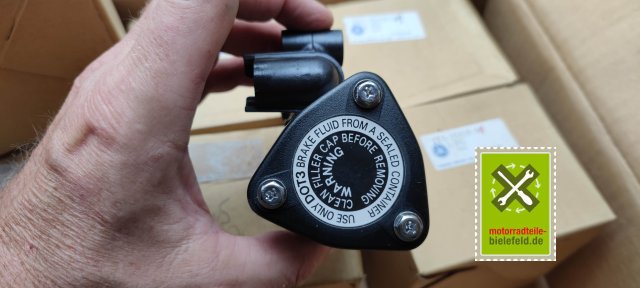 WARNING
CLEAN FILLER CAP BEFORE REMOVING
USE ONLY DOT3 BRAKE FLUID FROM A SEALED CONTAINER
motorradteile-
bielefeld.de